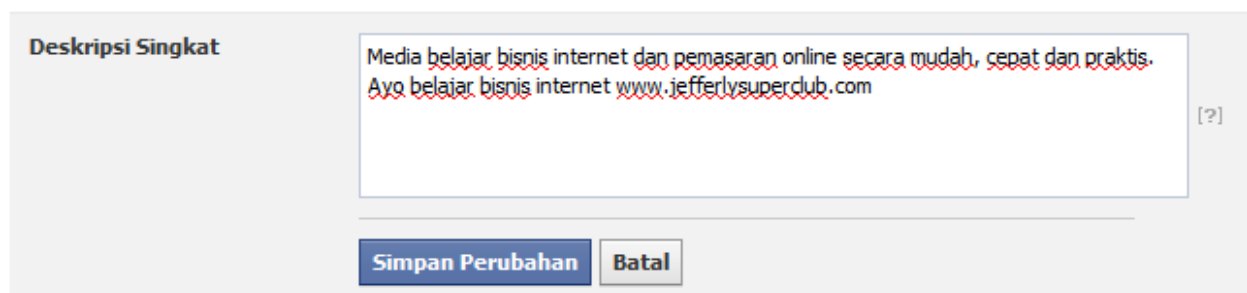 Deskripsi Singkat
Media belajar bisnis internet dan pemasaran online secara mudah, cepat dan praktis.
Ayo belajar bisnis internet www.jefferlysuperclub.com
[?]
Simpan Perubahan Batal